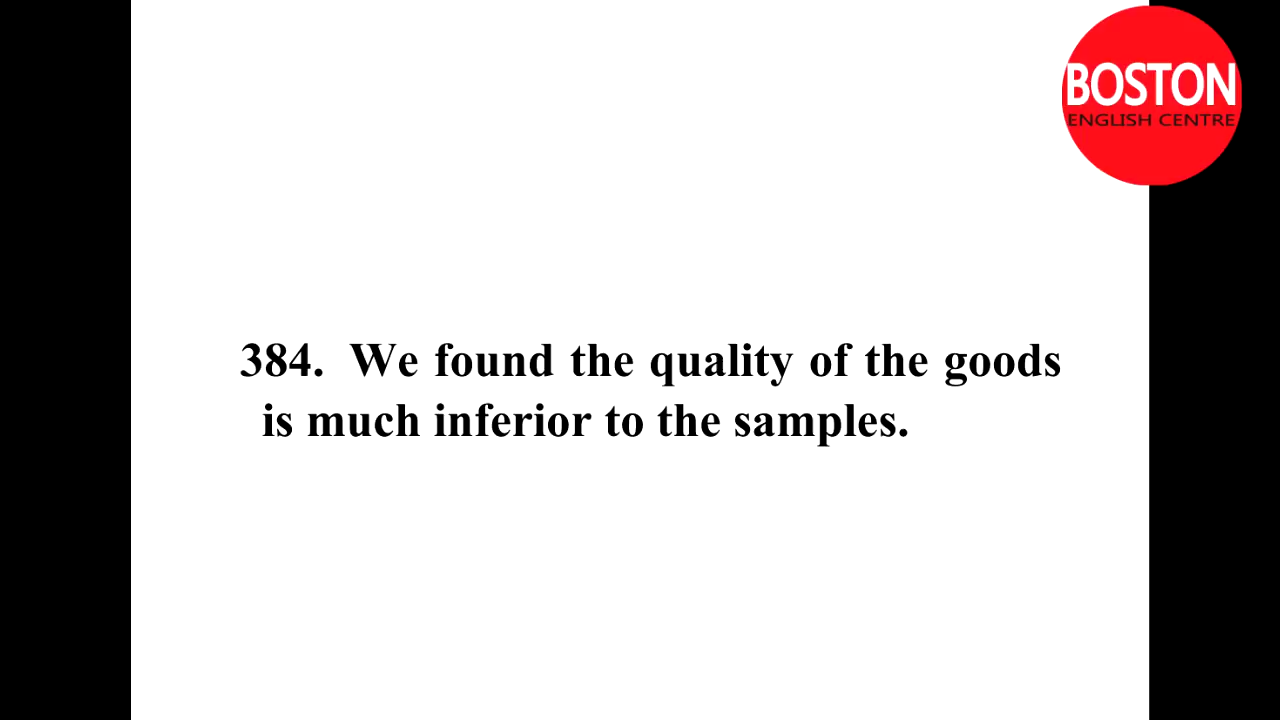 BOSTON
ENGLISH CENTRE
384. We found the quality of the goods
is much inferior to the samples.